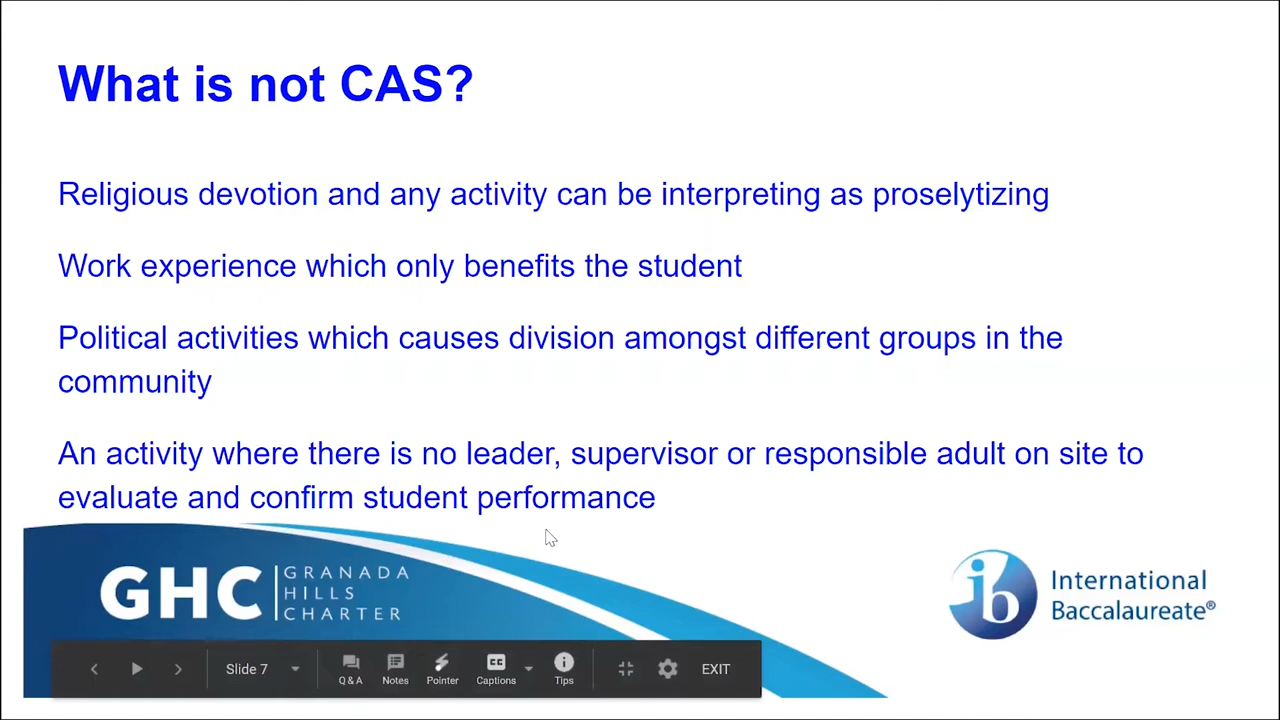 What is not CAS?
Religious devotion and any activity can be interpreting as proselytizing
Work experience which only benefits the student
Political activities which causes division amongst different groups in the
community
An activity where there is no leader, supervisor or responsible adult on site to
evaluate and confirm student performance
GHC
GRANADA
HILLS
CHARTER
ib
International
Baccalaureate®
Slide 7
Q & A
Notes
Pointer
CC
Captions
Tips
EXIT